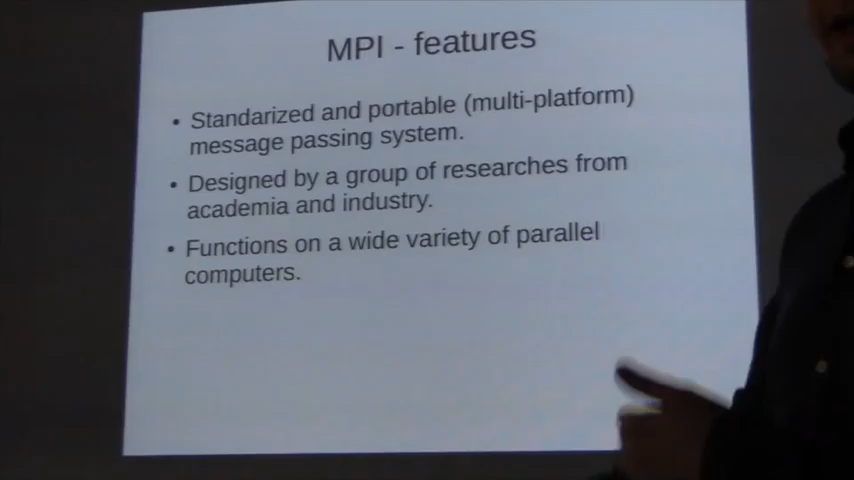 MPI - features
• Standarized and portable (multi-platform)
message passing system.
• Designed by a group of researches from
academia and industry.
• Functions on a wide variety of parallel
computers.